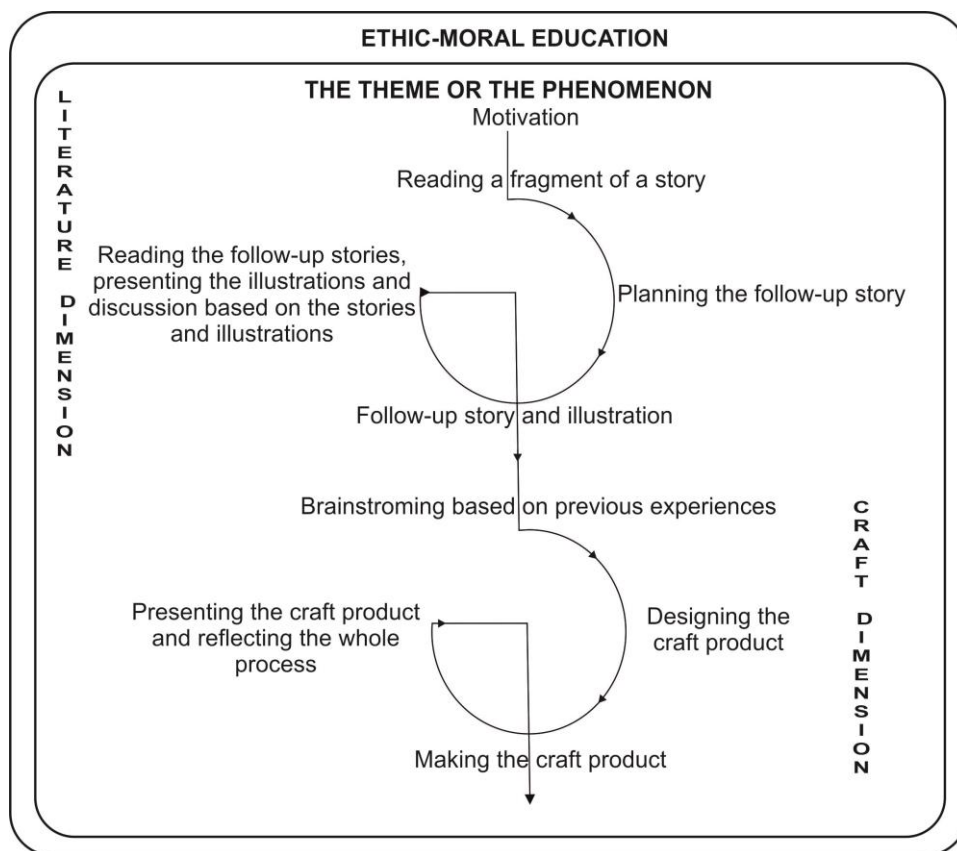 ETHIC-MORAL EDUCATION
THE THEME OR THE PHENOMENON
LITERATURE DIMENSION
Motivation
Reading a fragment of a story
Reading the follow-up stories,
presenting the illustrations and
discussion based on the stories
and illustrations
Planning the follow-up story
Follow-up story and illustration
Brainstroming based on previous experiences
CRAFT DIMENSION
Presenting the craft product
and reflecting the whole
process
Designing the
craft product
Making the craft product